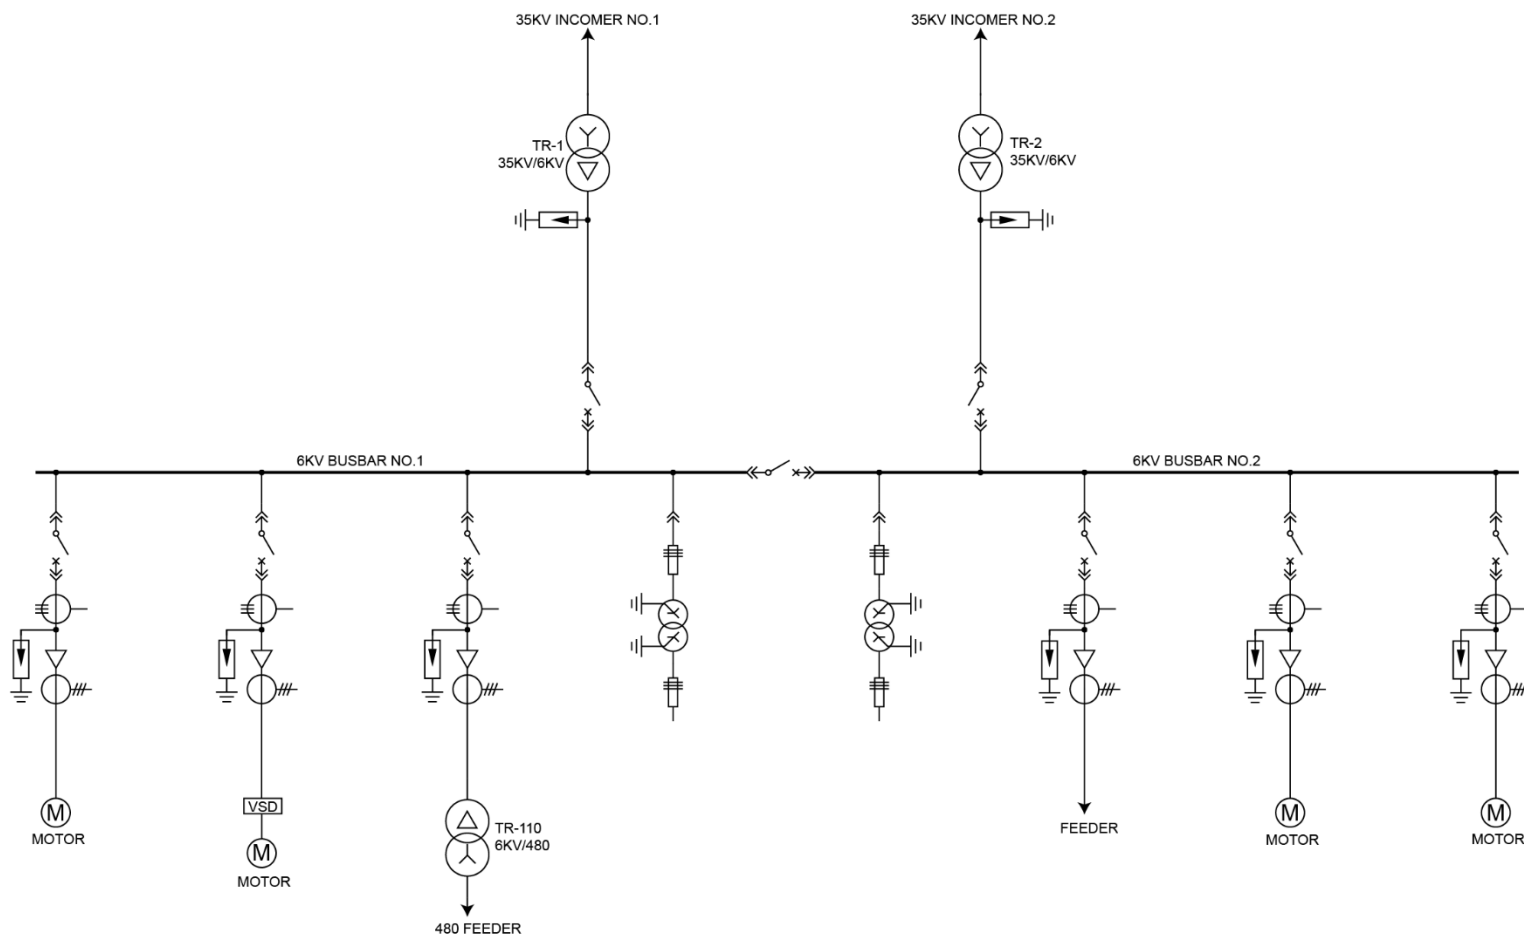 35KV INCOMER NO.1
35KV INCOMER NO.2
TR-1
35KV/6KV
TR-2
35KV/6KV
6KV BUSBAR NO.1
6KV BUSBAR NO.2
M
MOTOR
VSD
M
MOTOR
TR-110
6KV/480
480 FEEDER
FEEDER
M
MOTOR
M
MOTOR